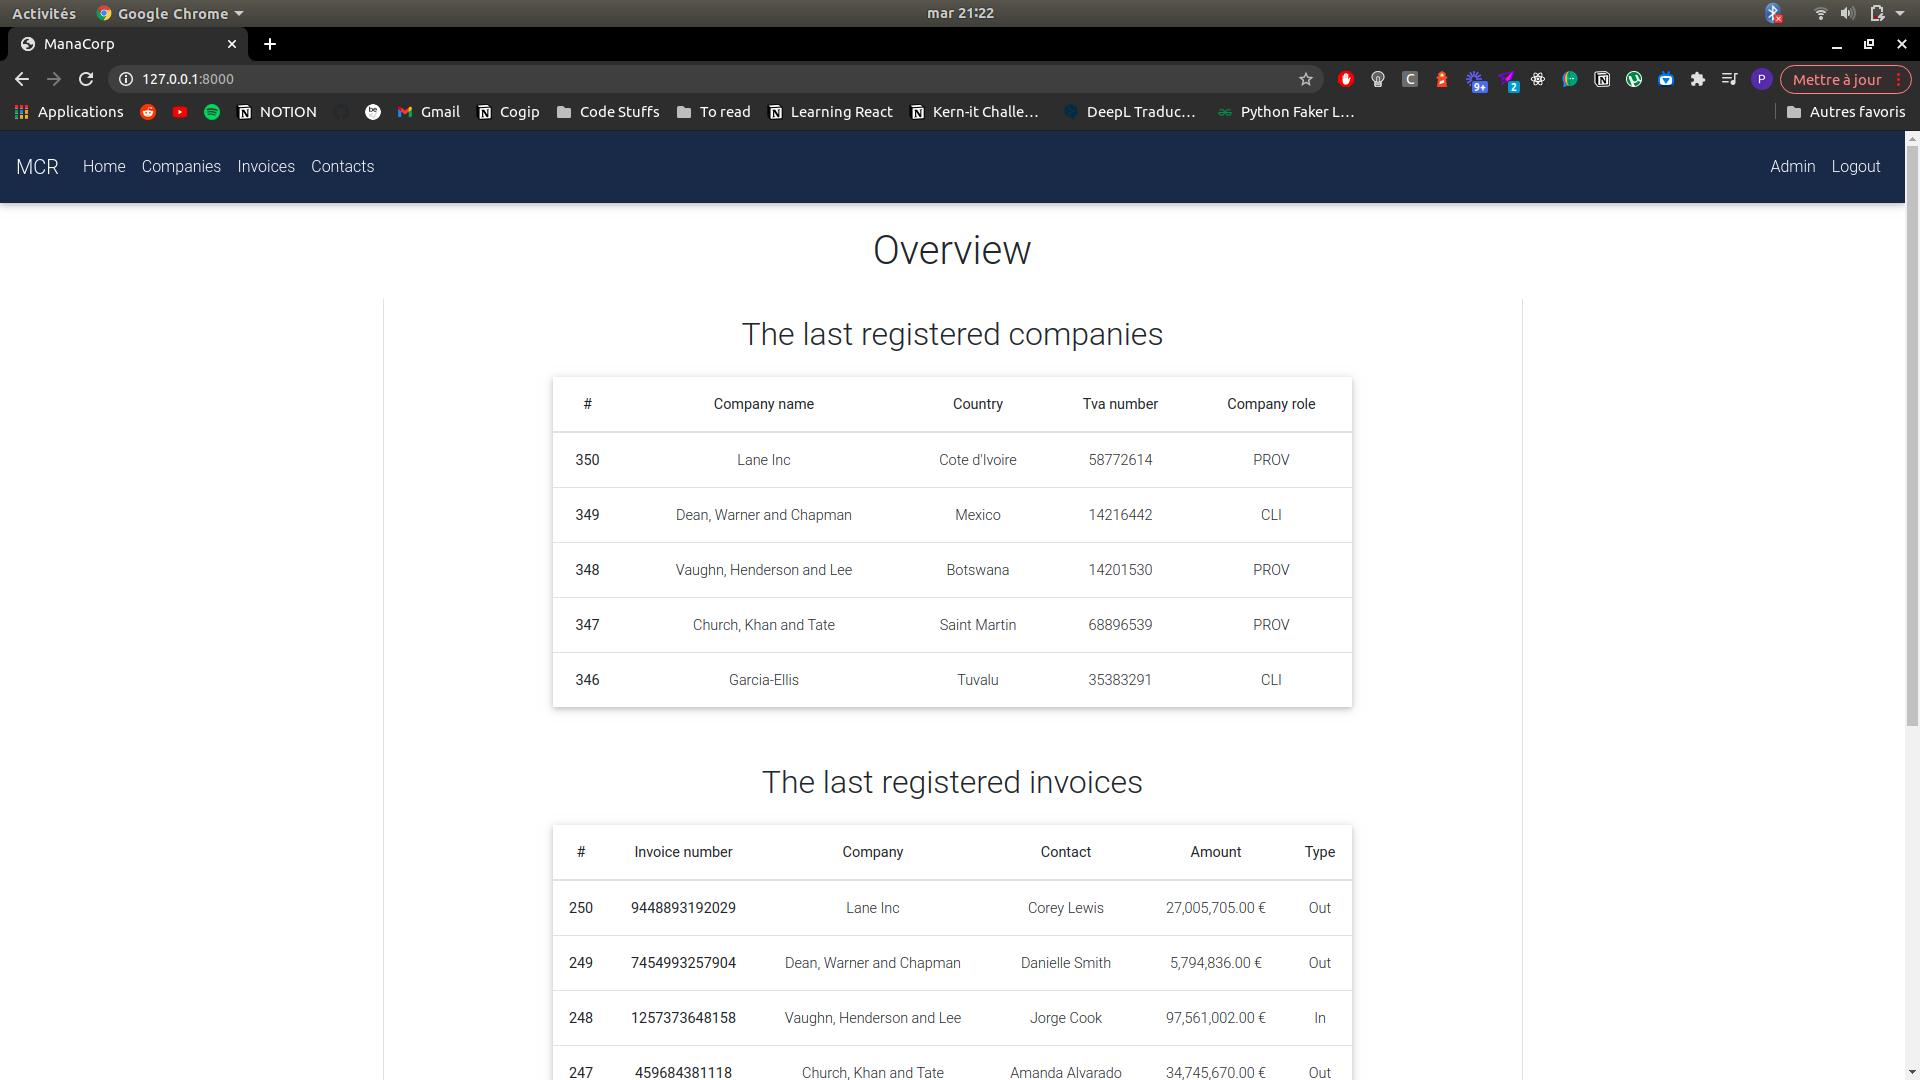 Activités Google Chrome mar 21:22
ManaCorp
127.0.0.1:8000 9+ 2 P Mettre à jour
Applications NOTION Gmail Cogip Code Stuffs To read Learning React Kern-it Challe... DeepL Traduc... Python Faker L... Autres favoris
MCR Home Companies Invoices Contacts Admin Logout
Overview
The last registered companies
# Company name Country Tva number Company role
350 Lane Inc Cote d'Ivoire 58772614 PROV
349 Dean, Warner and Chapman Mexico 14216442 CLI
348 Vaughn, Henderson and Lee Botswana 14201530 PROV
347 Church, Khan and Tate Saint Martin 68896539 PROV
346 Garcia-Ellis Tuvalu 35383291 CLI
The last registered invoices
# Invoice number Company Contact Amount Type
250 9448893192029 Lane Inc Corey Lewis 27,005,705.00 € Out
249 7454993257904 Dean, Warner and Chapman Danielle Smith 5,794,836.00 € Out
248 1257373648158 Vaughn, Henderson and Lee Jorge Cook 97,561,002.00 € In
247 459684381118 Church, Khan and Tate Amanda Alvarado 34,745,670.00 € Out